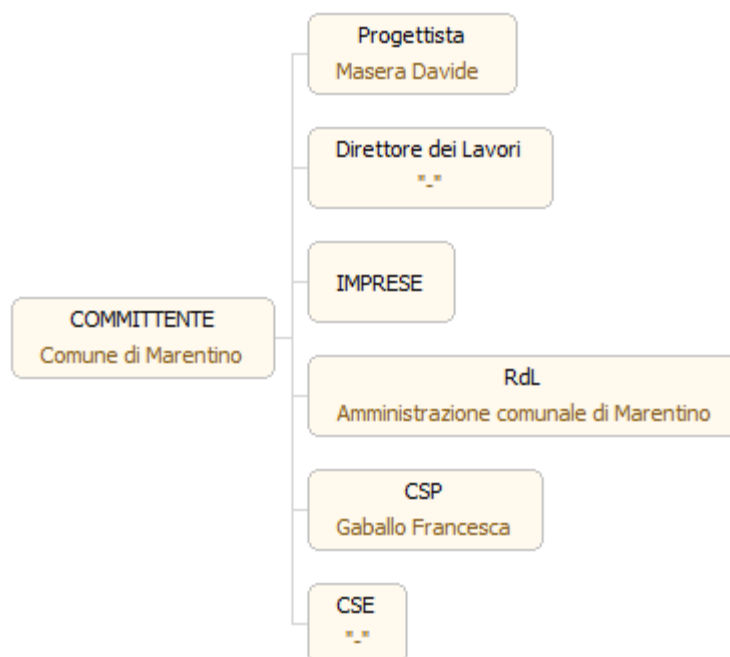 Progettista
Masera Davide
Direttore dei Lavori
"-"
IMPRESE
COMMITTENTE
Comune di Marentino
RdL
Amministrazione comunale di Marentino
CSP
Gaballo Francesca
CSE
"-"